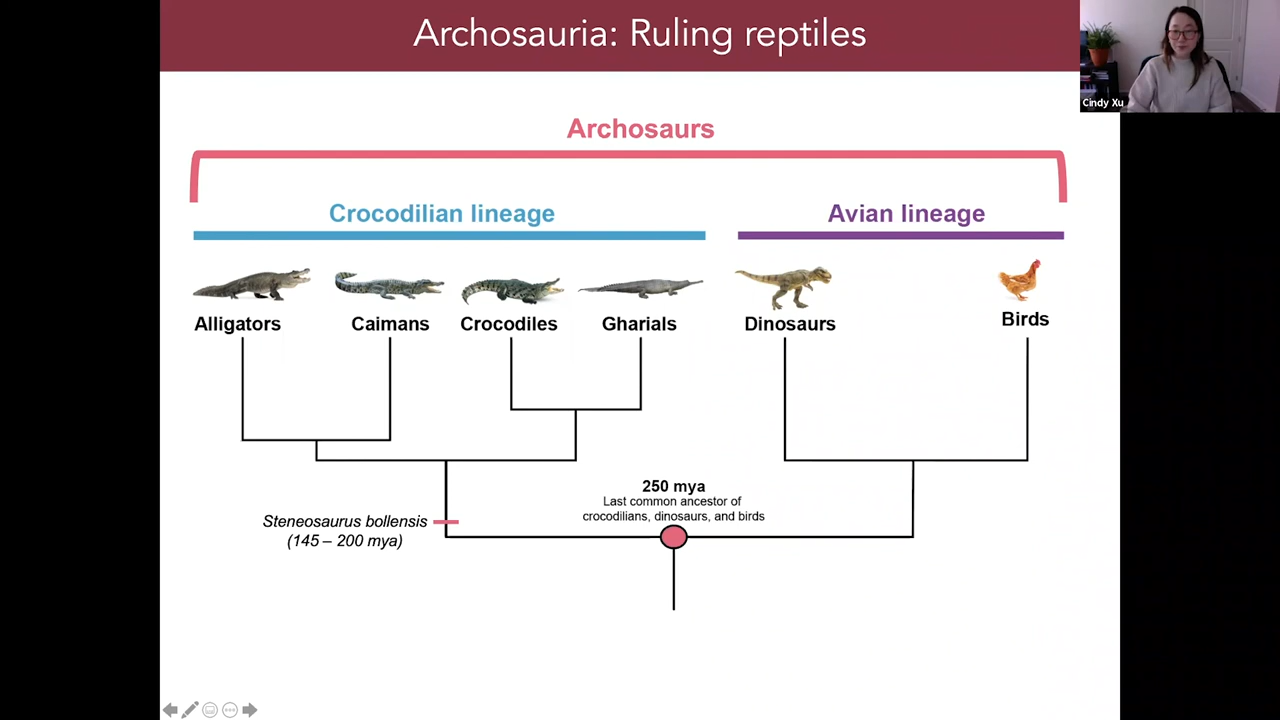 Archosauria: Ruling reptiles
Cindy Xu
Archosaurs
Crocodilian lineage
Avian lineage
Alligators
Caimans
Crocodiles
Gharials
Dinosaurs
Birds
250 mya
Last common ancestor of
crocodilians, dinosaurs, and birds
Steneosaurus bollensis
(145 – 200 mya)